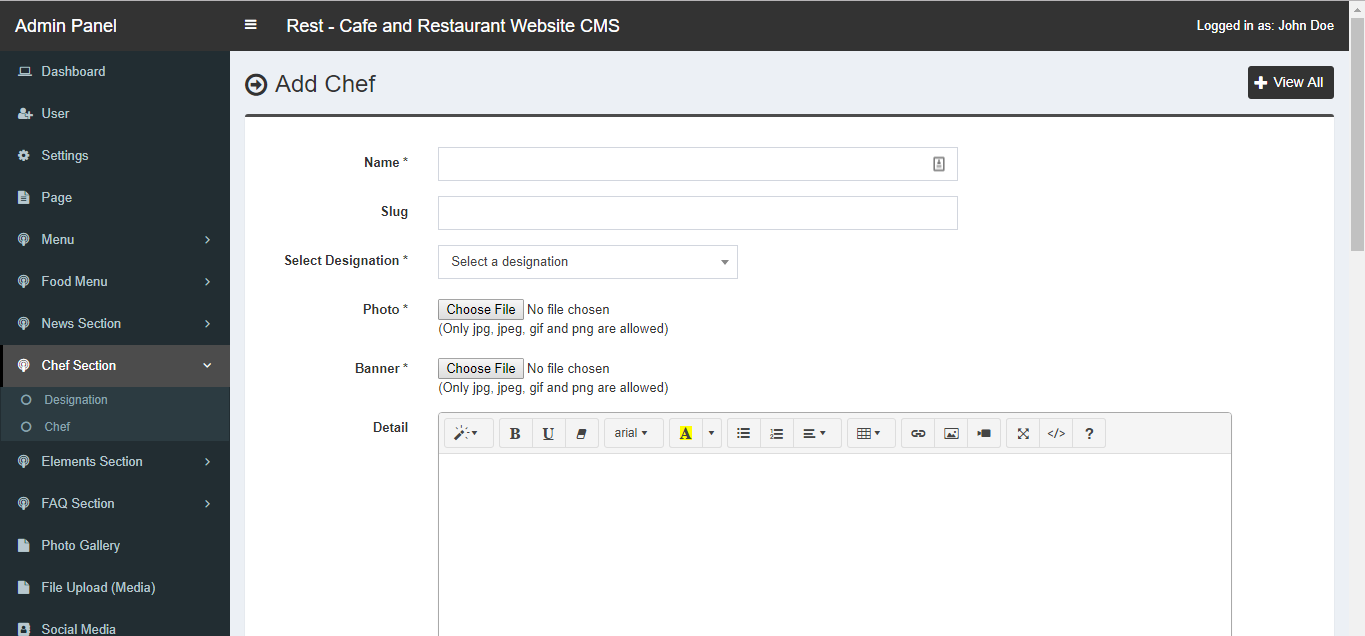 Admin Panel
Rest - Cafe and Restaurant Website CMS
Logged in as: John Doe
Dashboard
User
Settings
Page
Menu
Food Menu
News Section
Chef Section
Designation
Chef
Elements Section
FAQ Section
Photo Gallery
File Upload (Media)
Social Media
Add Chef
View All
Name *
Slug
Select Designation *
Select a designation
Photo *
Choose File No file chosen
(Only jpg, jpeg, gif and png are allowed)
Banner *
Choose File No file chosen
(Only jpg, jpeg, gif and png are allowed)
Detail
B U arial A </> ?